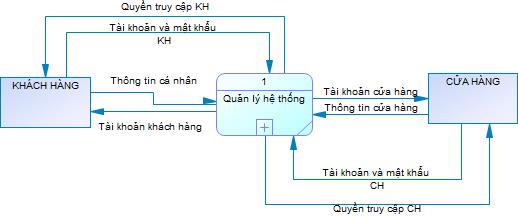 Quyền truy cập KH
Tài khoản và mật khẩu
KH
1
KHÁCH HÀNG
Thông tin cá nhân
Quản lý hệ thống
Tài khoản cửa hàng
CỬA HÀNG
Thông tin cửa hàng
Tài khoản khách hàng
Tài khoản và mật khẩu
CH
Quyền truy cập CH